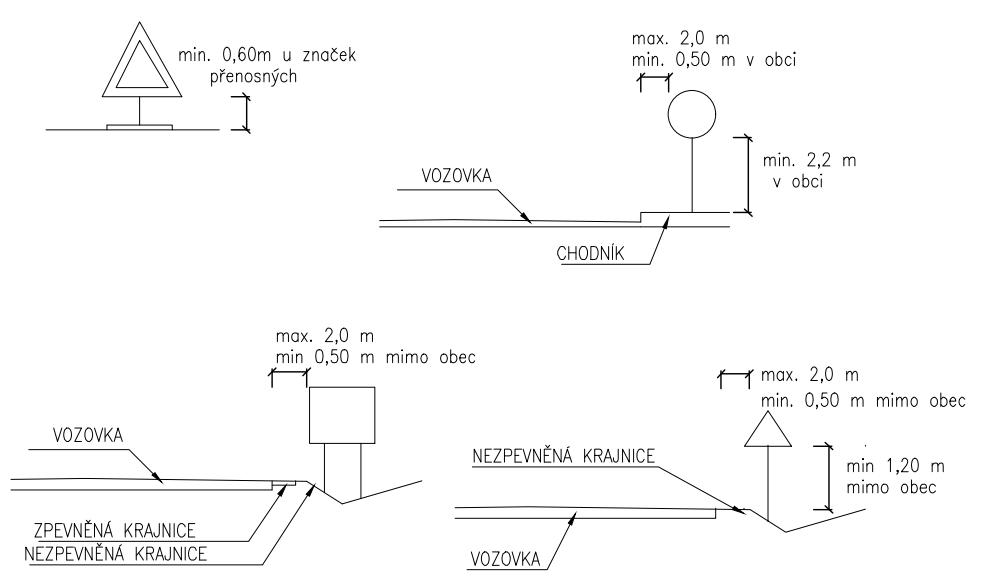 min. 0,60m u značek
přenosných
max. 2,0 m
min. 0,50 m v obci
min. 2,2 m
v obci
VOZOVKA
CHODNÍK
max. 2,0 m
min 0,50 m mimo obec
VOZOVKA
ZPEVNĚNÁ KRAJNICE
NEZPEVNĚNÁ KRAJNICE
max. 2,0 m
min. 0,50 m mimo obec
NEZPEVNĚNÁ KRAJNICE
min 1,20 m
mimo obec
VOZOVKA